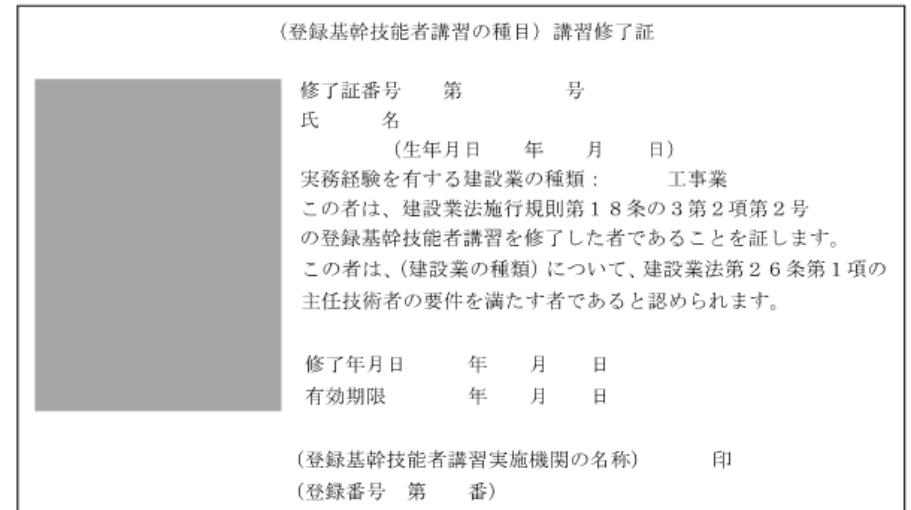 (登録基幹技能者講習の種目) 講習修了証
修了証番号　　第　　　　　号
氏　　　名
(生年月日　　年　　月　　日)
実務経験を有する建設業の種類：　　　工事業
この者は、建設業法施行規則第１８条の３第２項第２号
の登録基幹技能者講習を修了した者であることを証します。
この者は、(建設業の種類) について、建設業法第２６条第１項の
主任技術者の要件を満たす者であると認められます。
修了年月日　　　年　　月　　日
有効期限　　　　年　　月　　日
(登録基幹技能者講習実施機関の名称)　　　印
(登録番号　第　　番)